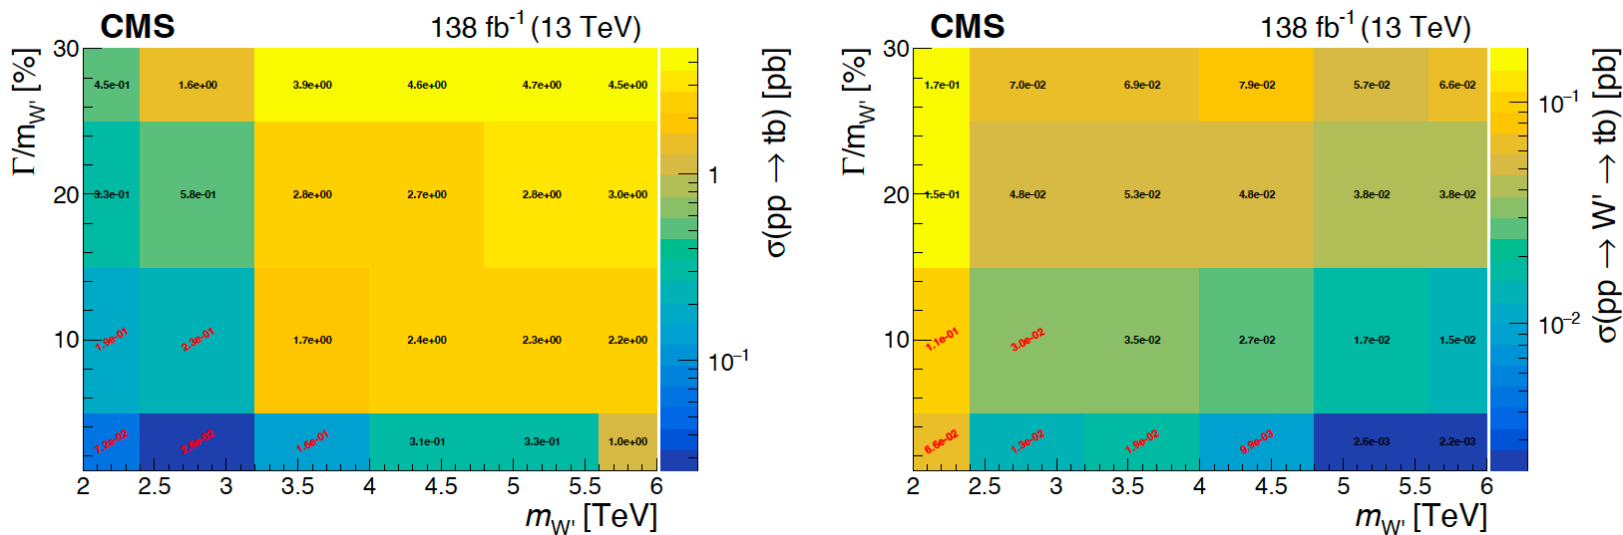 CMS 138 fb⁻¹ (13 TeV)
Γ/m_W' [%]
30
20
10
4.5e-01 1.6e+00 3.9e+00 4.6e+00 4.7e+00 4.5e+00
3.3e-01 5.8e-01 2.8e+00 2.7e+00 2.8e+00 3.0e+00
1.9e-01 2.3e-01 1.7e+00 2.4e+00 2.3e+00 2.2e+00
7.2e-02 2.6e-02 1.5e-01 3.1e-01 3.3e-01 1.0e+00
2 2.5 3 3.5 4 4.5 5 5.5 6
m_W' [TeV]
1
10⁻¹
σ(pp → tb) [pb]
CMS 138 fb⁻¹ (13 TeV)
Γ/m_W' [%]
30
20
10
1.7e-01 7.0e-02 6.9e-02 7.9e-02 5.7e-02 6.6e-02
1.5e-01 4.8e-02 5.3e-02 4.8e-02 3.8e-02 3.8e-02
1.1e-01 3.0e-02 3.5e-02 2.7e-02 1.7e-02 1.5e-02
6.6e-02 1.3e-02 1.9e-02 9.9e-03 2.6e-03 2.2e-03
2 2.5 3 3.5 4 4.5 5 5.5 6
m_W' [TeV]
10⁻¹
10⁻²
σ(pp → W' → tb) [pb]